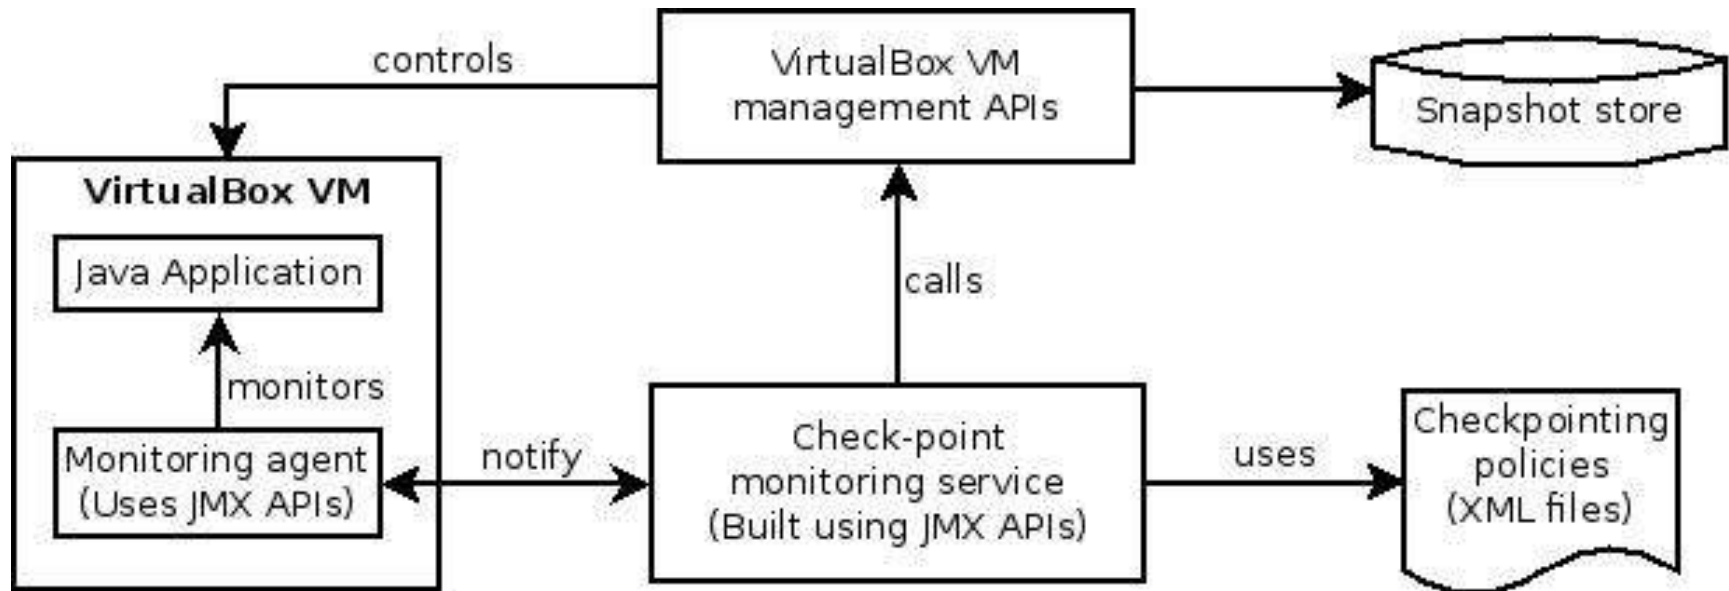 controls
VirtualBox VM
management APIs
Snapshot store
VirtualBox VM
Java Application
calls
monitors
Monitoring agent
(Uses JMX APIs)
notify
Check-point
monitoring service
(Built using JMX APIs)
uses
Checkpointing
policies
(XML files)